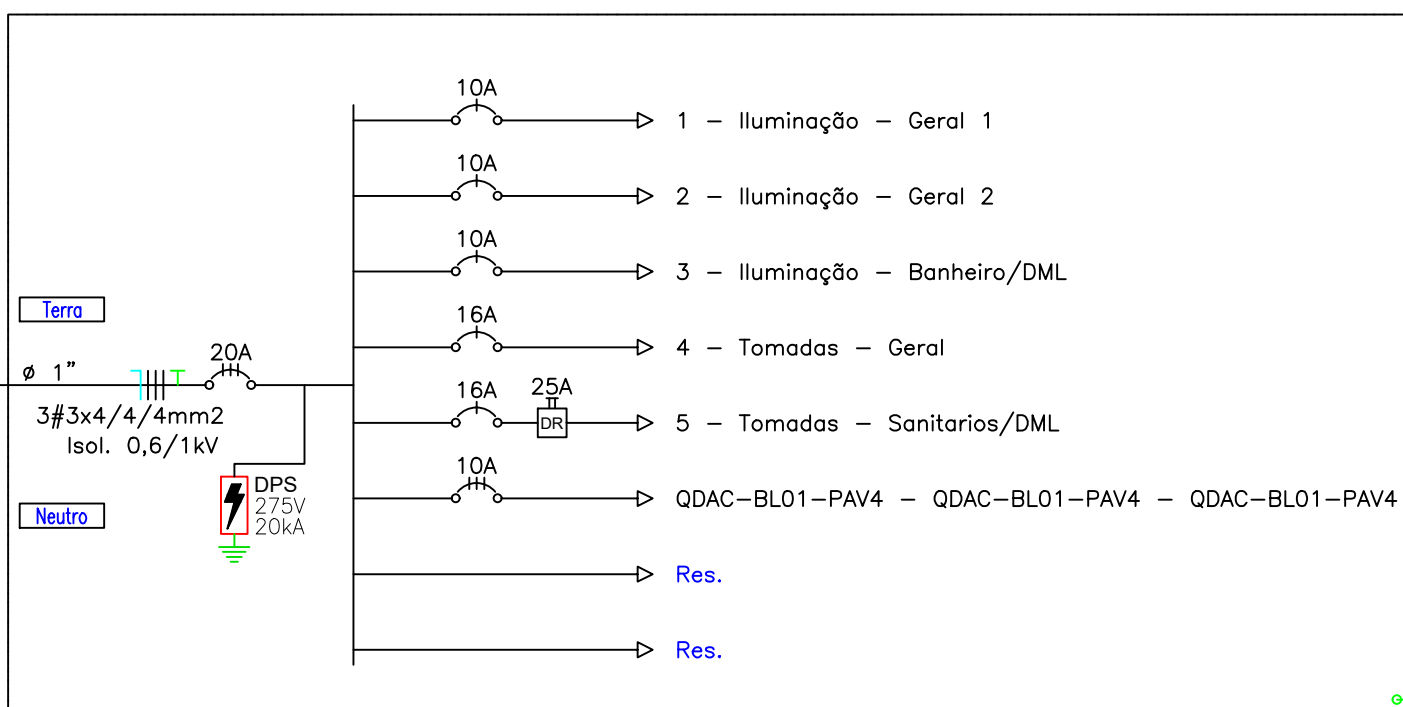 10A
1 – Iluminação – Geral 1
10A
2 – Iluminação – Geral 2
10A
3 – Iluminação – Banheiro/DML
Terra
16A
4 – Tomadas – Geral
ø 1”
20A
3#3x4/4/4mm2
Isol. 0,6/1kV
16A
25A
DR
5 – Tomadas – Sanitarios/DML
10A
QDAC–BL01–PAV4 – QDAC–BL01–PAV4 – QDAC–BL01–PAV4
DPS
275V
20kA
Neutro
Res.
Res.